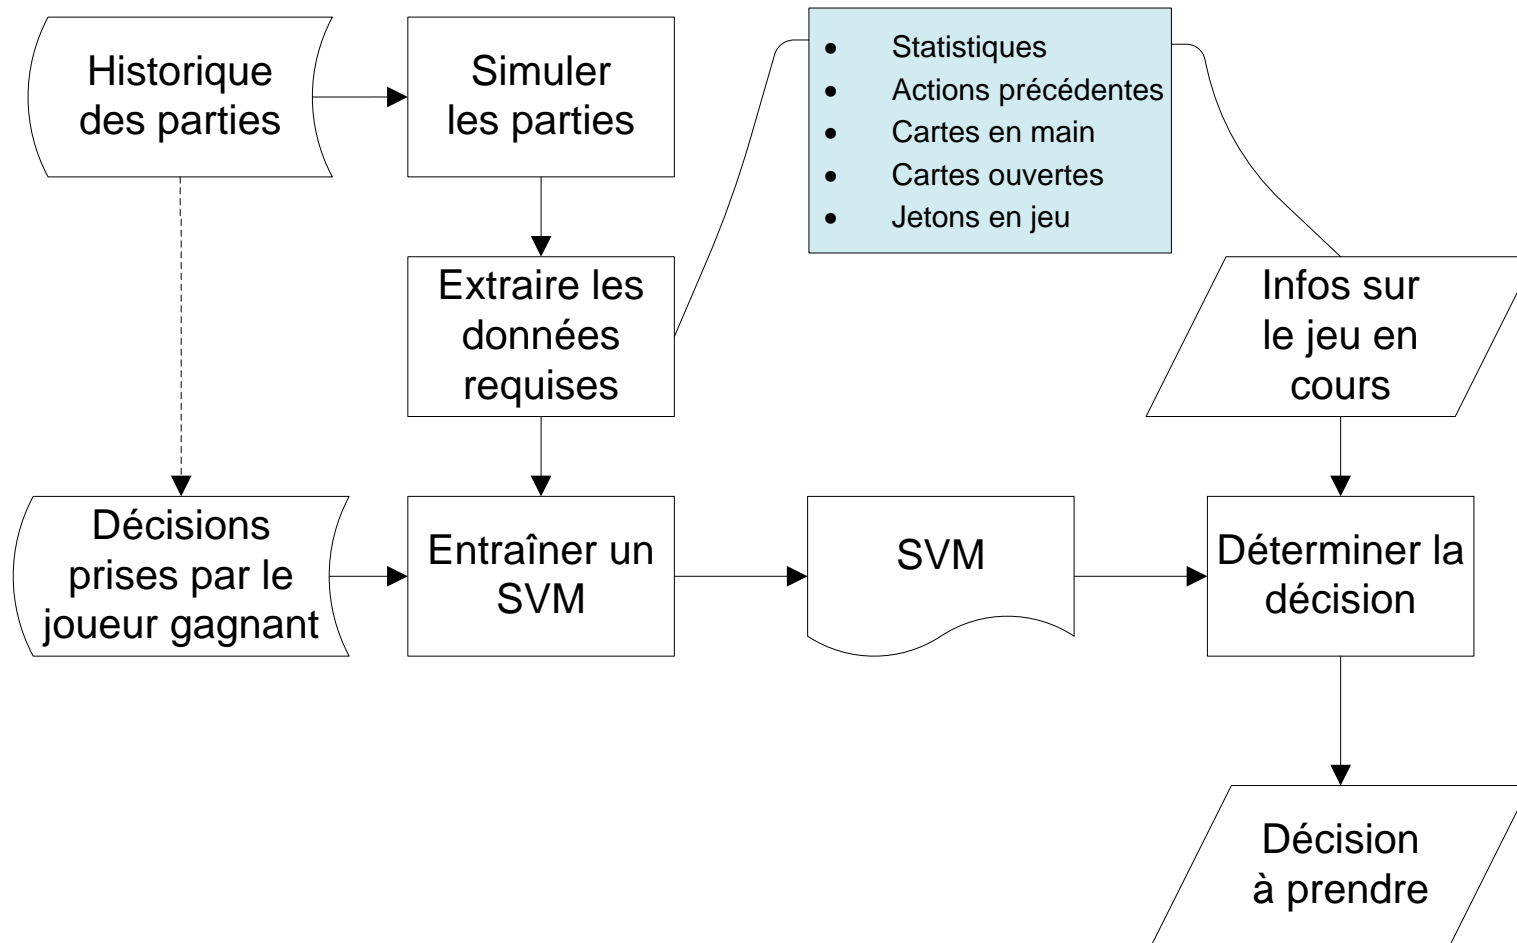 Historique
des parties
Simuler
les parties
• Statistiques
• Actions précédentes
• Cartes en main
• Cartes ouvertes
• Jetons en jeu
Extraire les
données
requises
Infos sur
le jeu en
cours
Décisions
prises par le
joueur gagnant
Entraîner un
SVM
SVM
Déterminer la
décision
Décision
à prendre